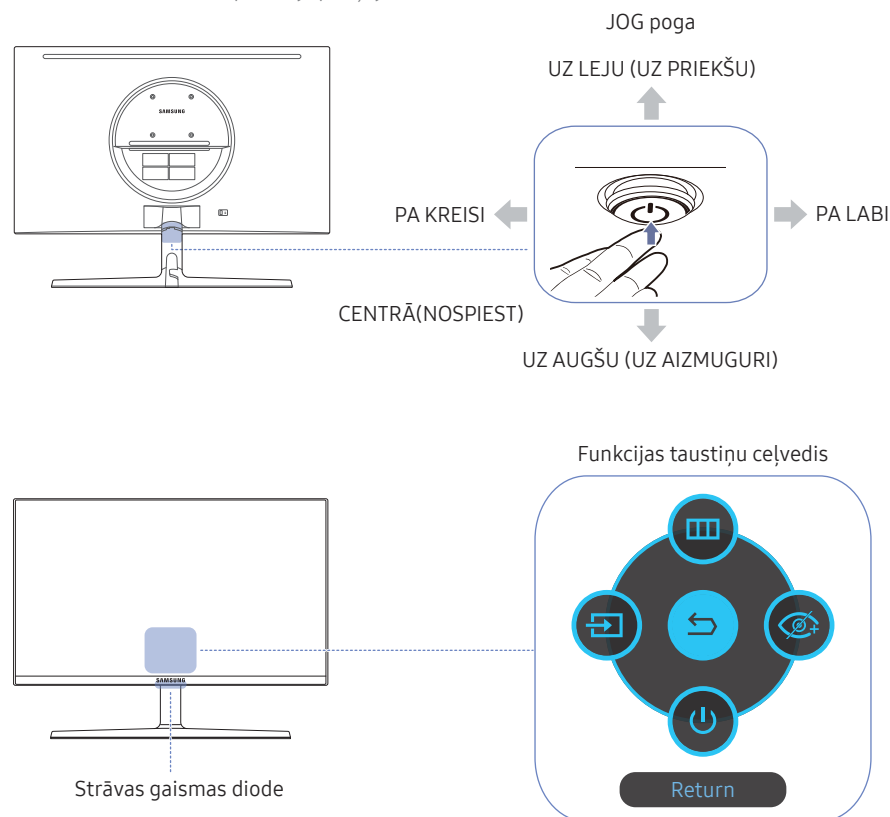 JOG poga
UZ LEJU (UZ PRIEKŠU)
SAMSUNG
PA KREISI
PA LABI
CENTRĀ(NOSPIEST)
UZ AUGŠU (UZ AIZMUGURI)
Funkcijas taustiņu ceļvedis
SAMSUNG
Return
Strāvas gaismas diode